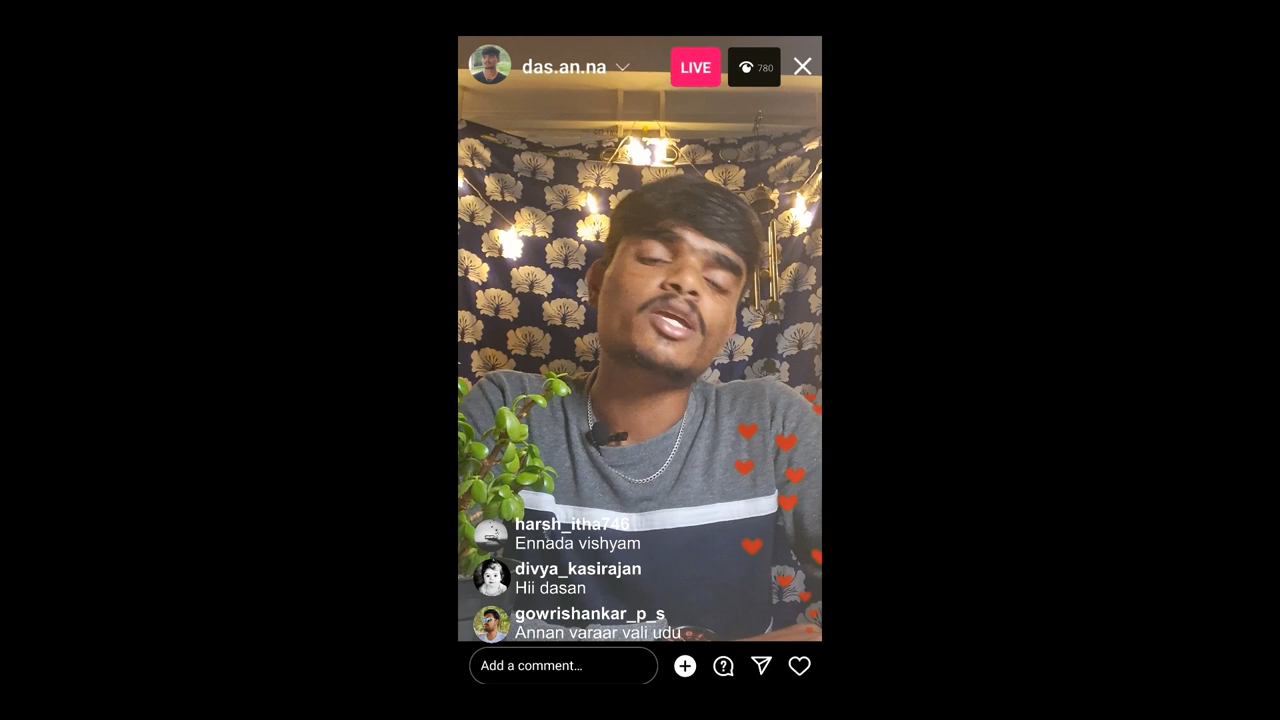 das.an.na
LIVE
780
harsh_itha746
Ennada vishyam
divya_kasirajan
Hii dasan
gowrishankar_p_s
Annan varaar vali udu
Add a comment...